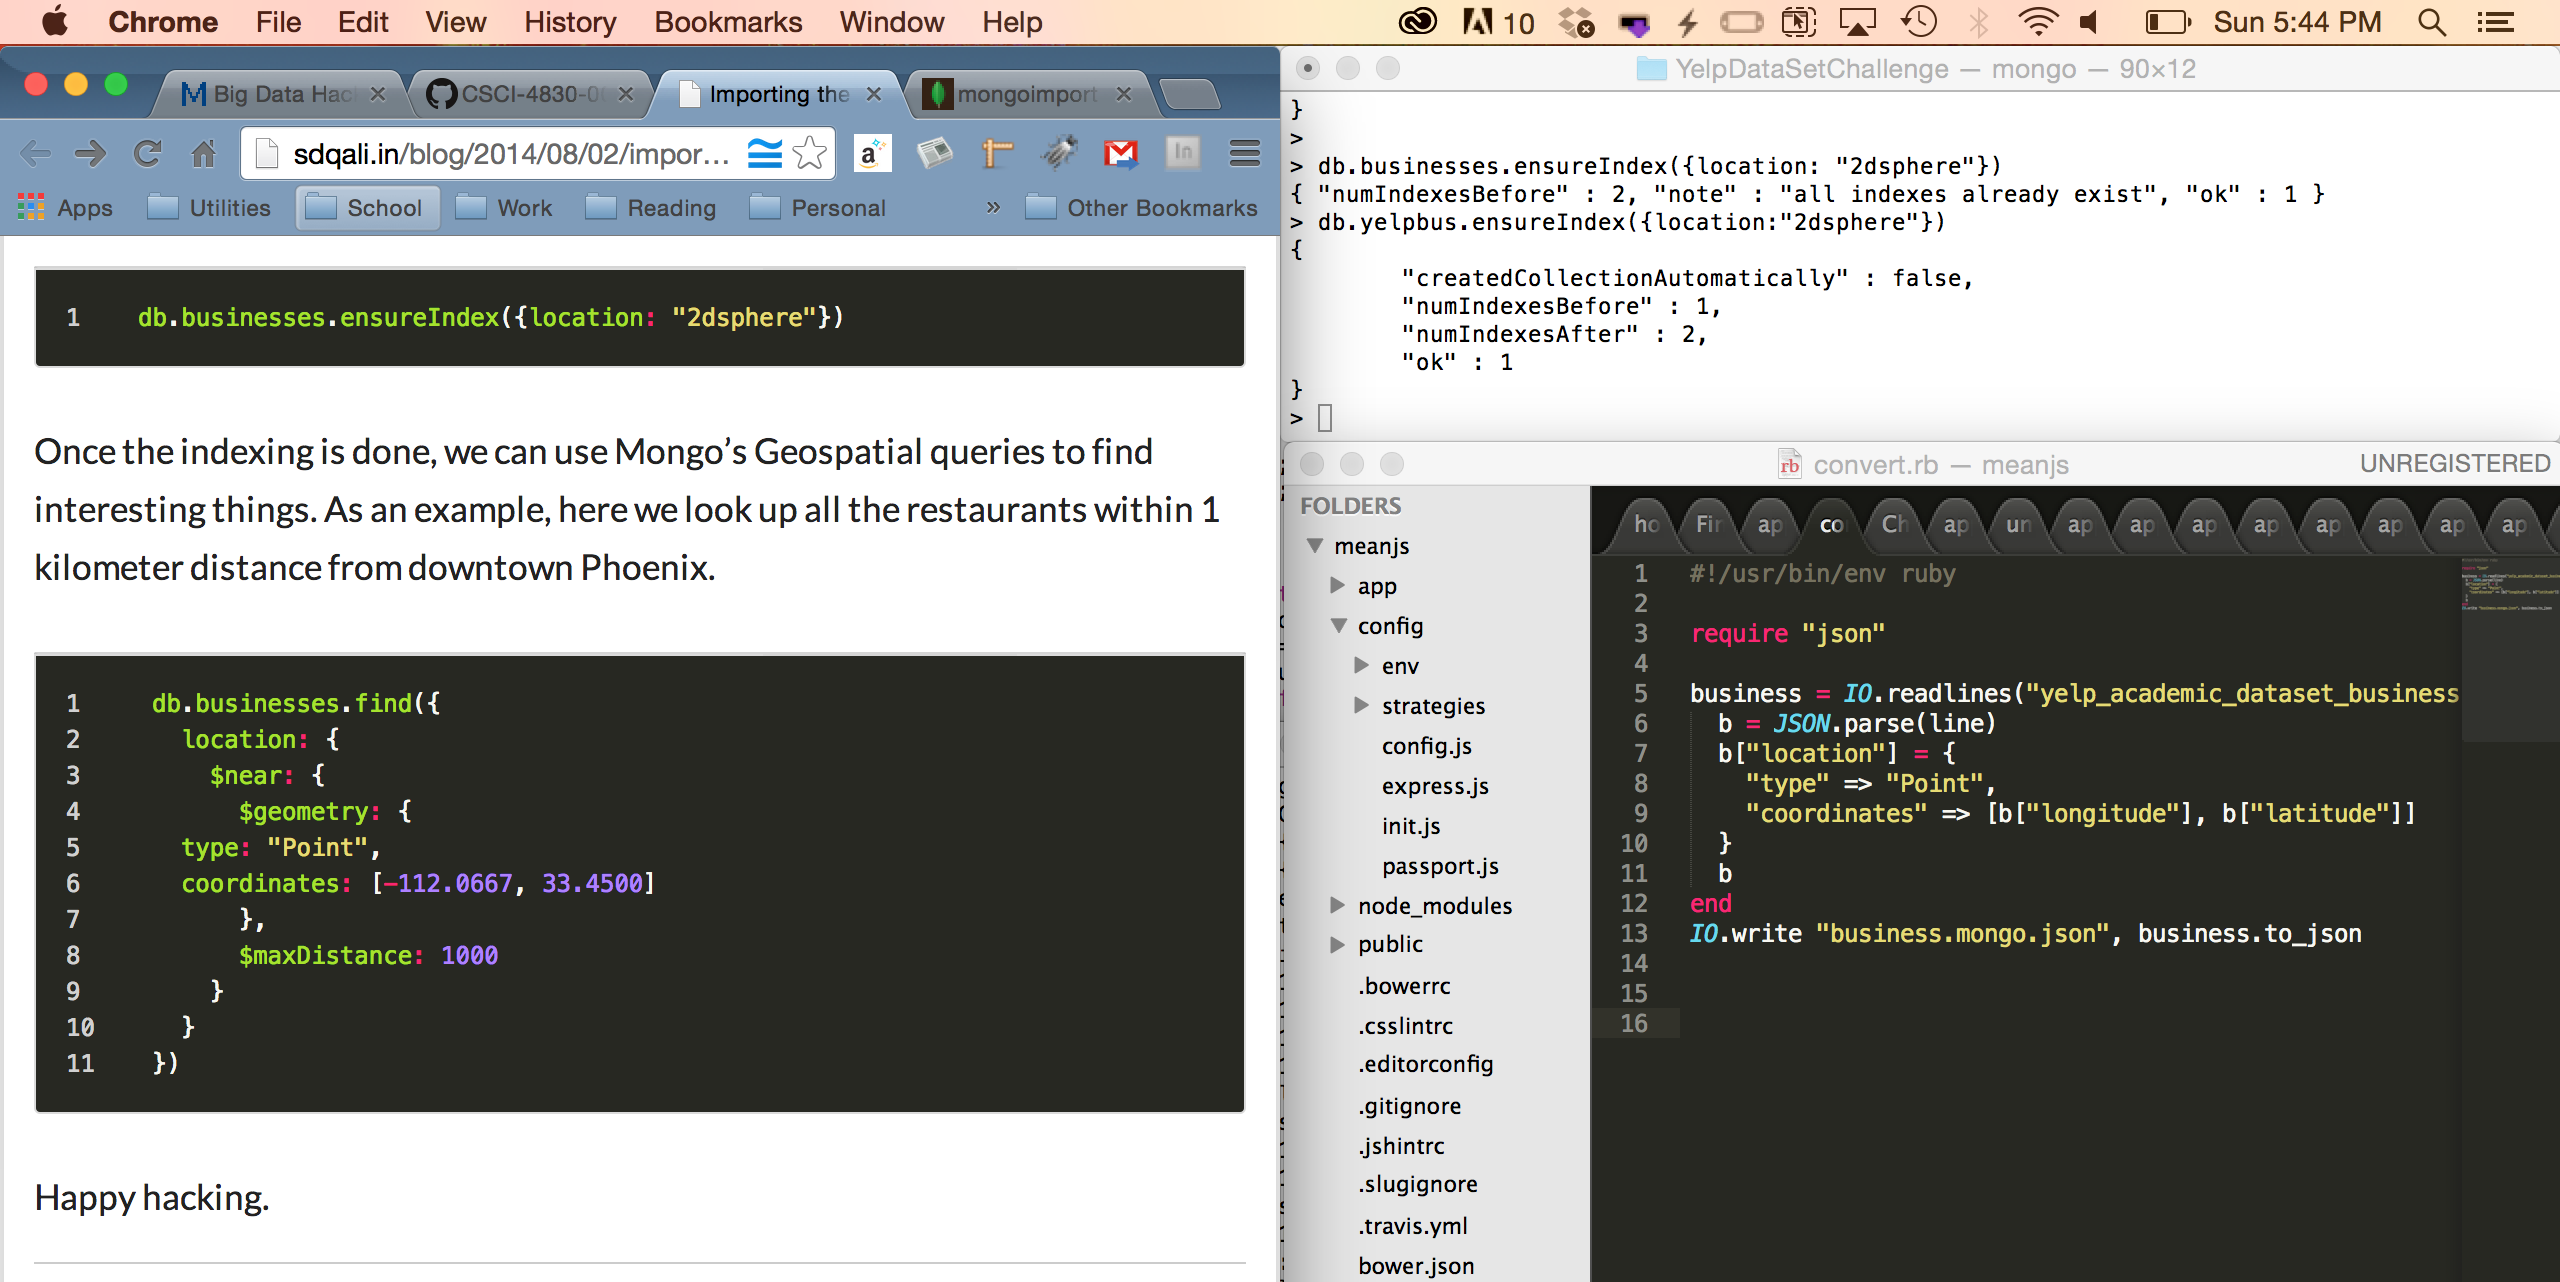 Chrome File Edit View History Bookmarks Window Help
10 Sun 5:44 PM
Big Data Hac CSCI-4830-0 Importing the mongoimport
sdqali.in/blog/2014/08/02/impor...
Apps Utilities School Work Reading Personal » Other Bookmarks
1 db.businesses.ensureIndex({location: "2dsphere"})
Once the indexing is done, we can use Mongo’s Geospatial queries to find
interesting things. As an example, here we look up all the restaurants within 1
kilometer distance from downtown Phoenix.
1 db.businesses.find({
2 location: {
3 $near: {
4 $geometry: {
5 type: "Point",
6 coordinates: [-112.0667, 33.4500]
7 },
8 $maxDistance: 1000
9 }
10 }
11 })
Happy hacking.
YelpDataSetChallenge — mongo — 90×12
}
>
> db.businesses.ensureIndex({location: "2dsphere"})
{ "numIndexesBefore" : 2, "note" : "all indexes already exist", "ok" : 1 }
> db.yelpbus.ensureIndex({location:"2dsphere"})
{
"createdCollectionAutomatically" : false,
"numIndexesBefore" : 1,
"numIndexesAfter" : 2,
"ok" : 1
}
>
convert.rb — meanjs UNREGISTERED
FOLDERS
meanjs
app
config
env
strategies
config.js
express.js
init.js
passport.js
node_modules
public
.bowerrc
.csslintrc
.editorconfig
.gitignore
.jshintrc
.slugignore
.travis.yml
bower.json
ho Fir ap co Ch ap un ap ap ap ap ap ap ap ap
1 #!/usr/bin/env ruby
2
3 require "json"
4
5 business = IO.readlines("yelp_academic_dataset_business
6 b = JSON.parse(line)
7 b["location"] = {
8 "type" => "Point",
9 "coordinates" => [b["longitude"], b["latitude"]]
10 }
11 b
12 end
13 IO.write "business.mongo.json", business.to_json
14
15
16